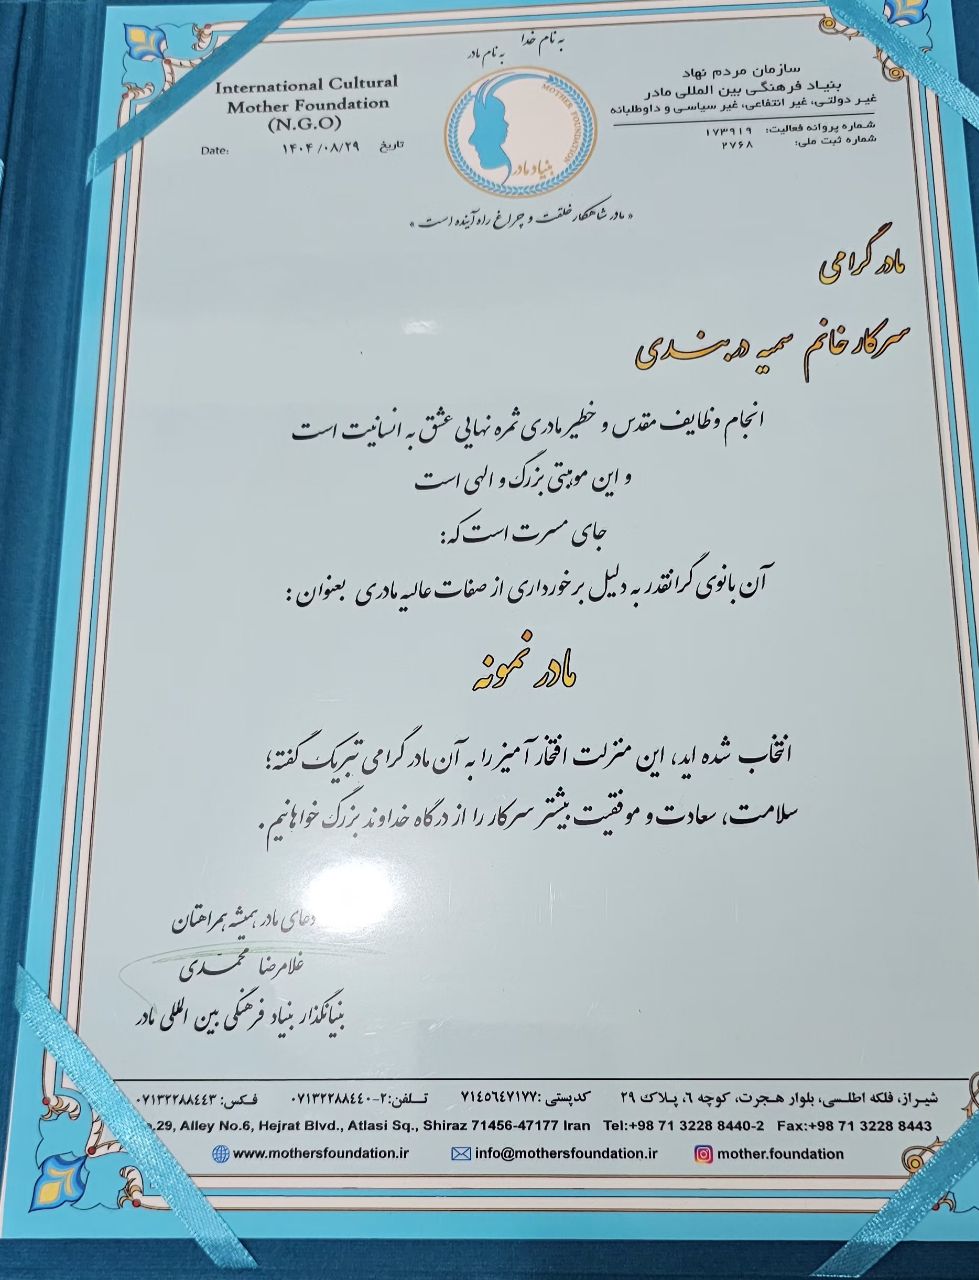 به نام خدا
به نام مادر
International Cultural
Mother Foundation
(N.G.O)
Date: ۱۴۰۴/۰۸/۲۹ تاریخ
MOTHER FOUNDATION
بنیاد مادر
سازمان مردم نهاد
بنیاد فرهنگی بین المللی مادر
غیر دولتی، غیر انتفاعی، غیر سیاسی و داوطلبانه
شماره پروانه فعالیت: ۱۷۳۹۱۹
شماره ثبت ملی: ۲۷۶۸
« مادر شاهکار خلقت و چراغ راه آینده است »
مادر گرامی
سرکار خانم سمیه دربندی
انجام وظایف مقدس و خطیر مادری ثمره نهایی عشق به انسانیت است
و این موهبتی بزرگ و الهی است
جای مسرت است که:
آن بانوی گرانقدر به دلیل برخورداری از صفات عالیه مادری بعنوان :
مادر نمونه
انتخاب شده اید، این منزلت افتخار آمیز را به آن مادر گرامی تبریک گفته؛
سلامت، سعادت و موفقیت بیشتر سرکار را از درگاه خداوند بزرگ خواهانیم.
دعای مادر همیشه همراهتان
غلامرضا محمدی
بنیانگذار بنیاد فرهنگی بین المللی مادر
شیراز، فلکه اطلسی، بلوار هجرت، کوچه ۶، پلاک ۲۹ کدپستی :۷۱۴۵۶۴۷۱۷۷ تلفن:۲-۰۷۱۳۲۲۸۸۴۴۰ فکس: ۰۷۱۳۲۲۸۸۴۴۳
.29, Alley No.6, Hejrat Blvd., Atlasi Sq., Shiraz 71456-47177 Iran Tel:+98 71 3228 8440-2 Fax:+98 71 3228 8443
www.mothersfoundation.ir info@mothersfoundation.ir mother.foundation